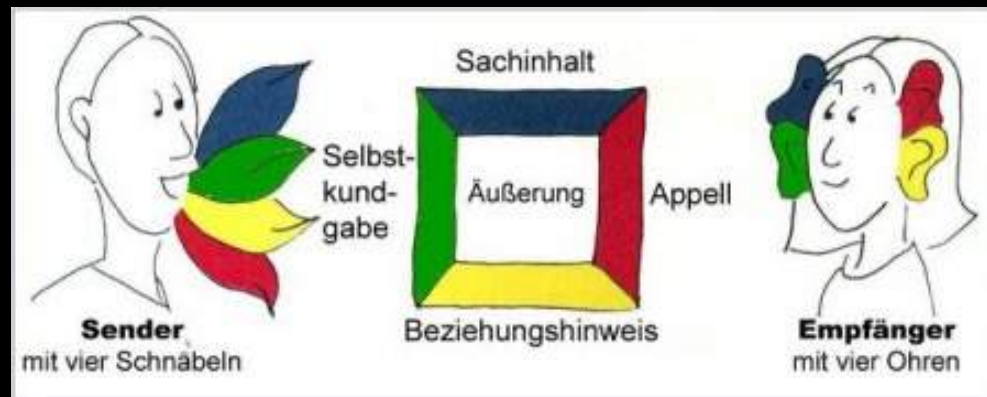 Sachinhalt
Selbst-
kund-
gabe
Äußerung
Appell
Beziehungshinweis
Sender
mit vier Schnäbeln
Empfänger
mit vier Ohren